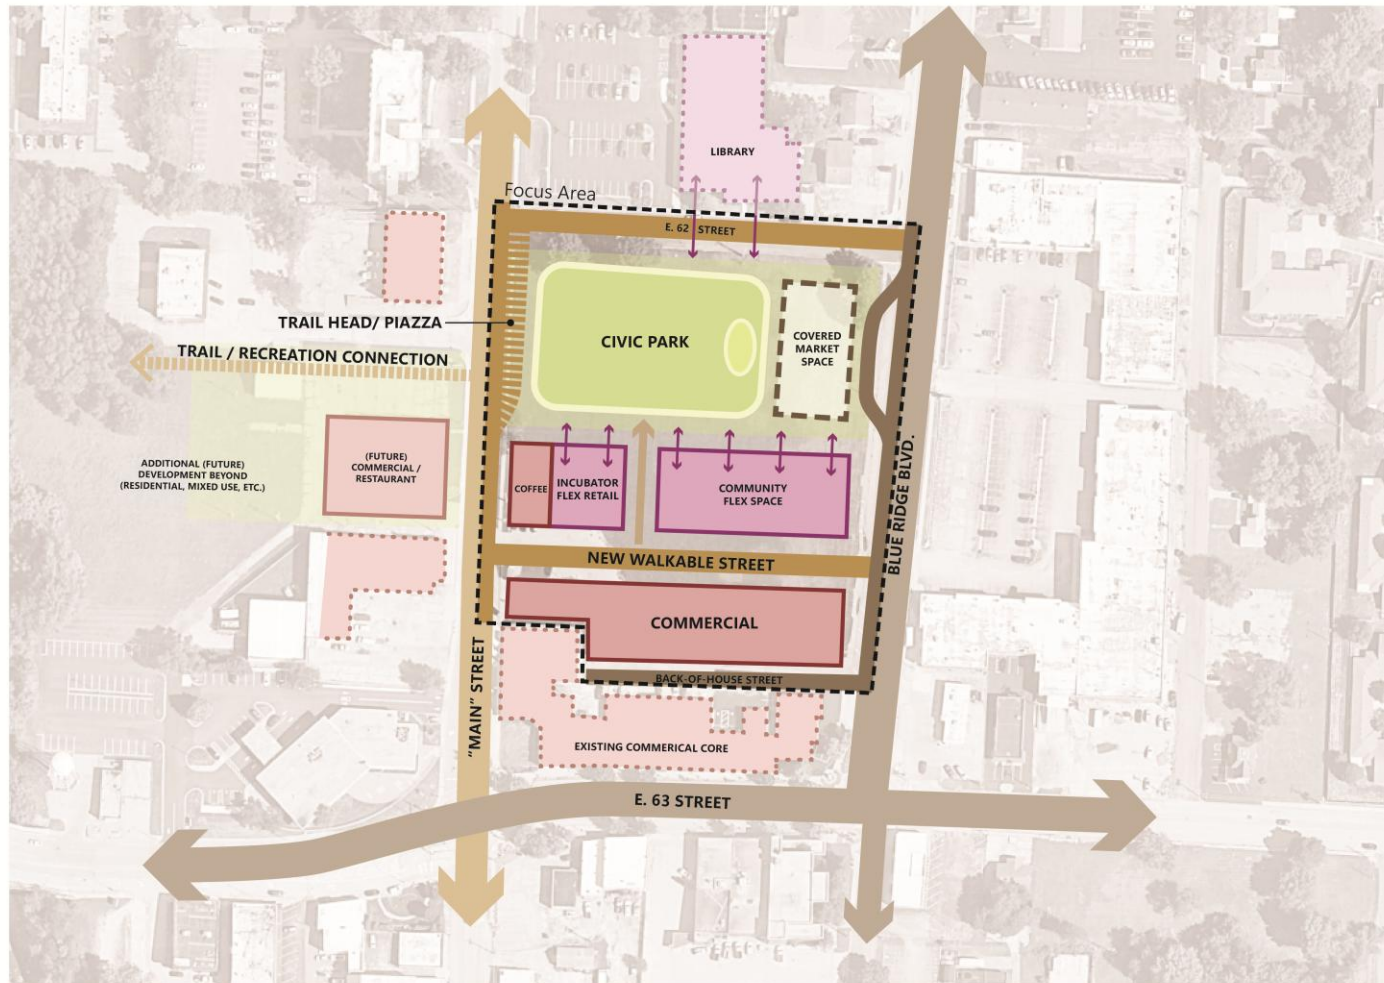 LIBRARY
Focus Area
E. 62 STREET
TRAIL HEAD/ PIAZZA
CIVIC PARK
COVERED
MARKET
SPACE
TRAIL / RECREATION CONNECTION
(FUTURE)
COMMERCIAL /
RESTAURANT
ADDITIONAL (FUTURE)
DEVELOPMENT BEYOND
(RESIDENTIAL, MIXED USE, ETC.)
COFFEE
INCUBATOR
FLEX RETAIL
COMMUNITY
FLEX SPACE
BLUE RIDGE BLVD.
NEW WALKABLE STREET
COMMERCIAL
BACK-OF-HOUSE STREET
"MAIN" STREET
EXISTING COMMERICAL CORE
E. 63 STREET